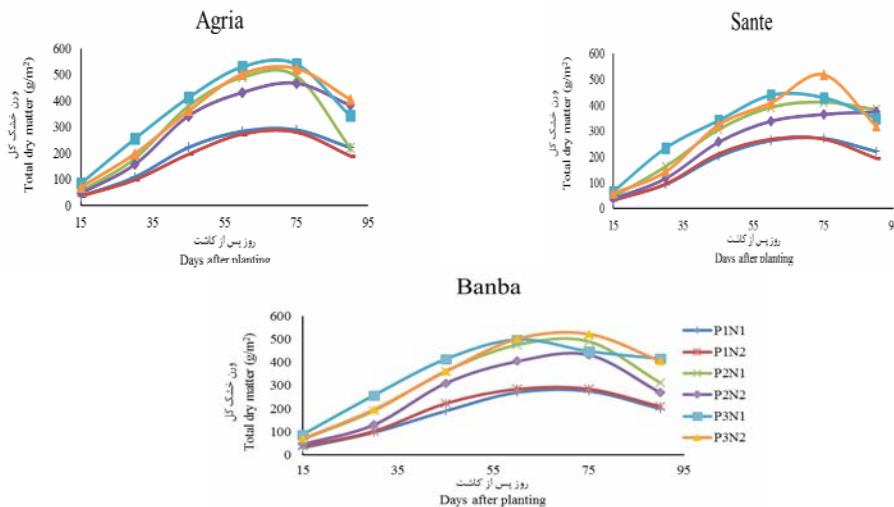 Agria
600
500
400
300
200
100
0
وزن خشک کل
Total dry matter (g/m²)
15 35 55 75 95
روز پس از کاشت
Days after planting
Sante
600
500
400
300
200
100
0
وزن خشک کل
Total dry matter (g/m²)
15 35 55 75 9
روز پس از کاشت
Days after planting
Banba
600
500
400
300
200
100
0
وزن خشک کل
Total dry matter (g/m²)
15 35 55 75 95
روز پس از کاشت
Days after planting
P1N1
P1N2
P2N1
P2N2
P3N1
P3N2